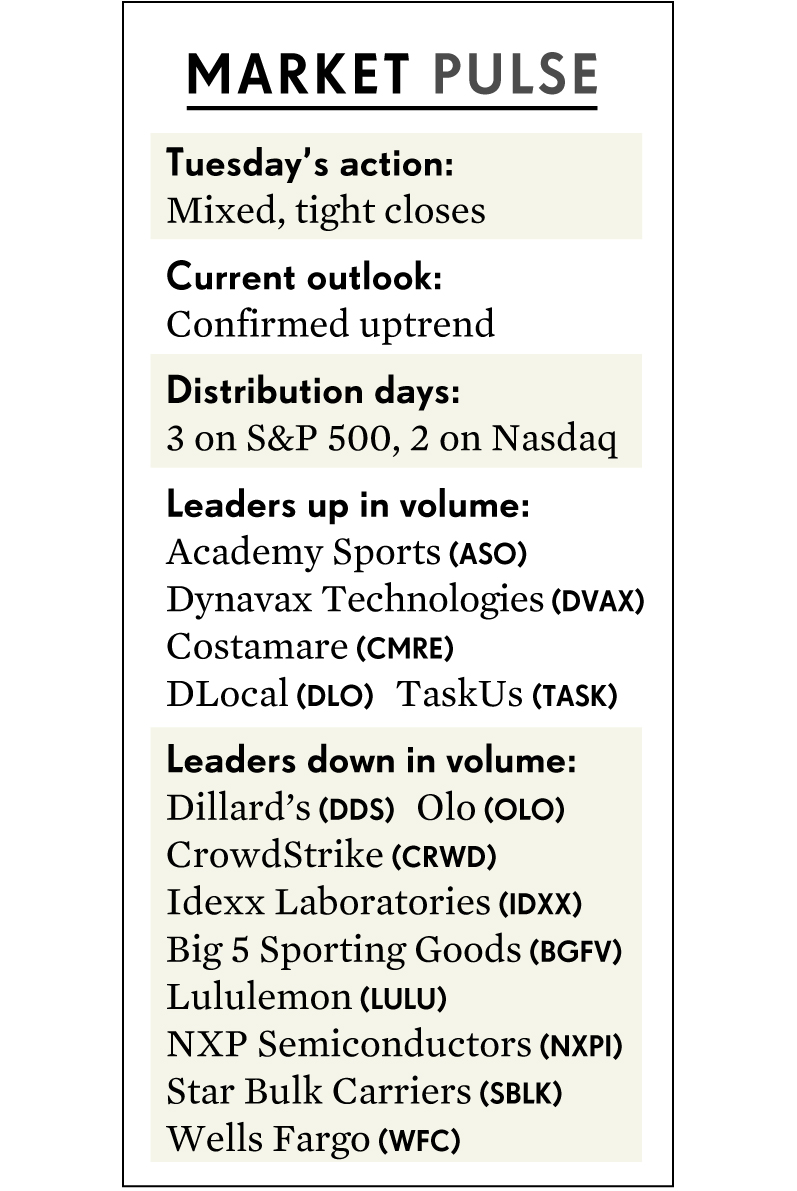 MARKET PULSE
Tuesday’s action:
Mixed, tight closes
Current outlook:
Confirmed uptrend
Distribution days:
3 on S&P 500, 2 on Nasdaq
Leaders up in volume:
Academy Sports (ASO)
Dynavax Technologies (DVAX)
Costamare (CMRE)
DLocal (DLO) TaskUs (TASK)
Leaders down in volume:
Dillard’s (DDS) Olo (OLO)
CrowdStrike (CRWD)
Idexx Laboratories (IDXX)
Big 5 Sporting Goods (BGFV)
Lululemon (LULU)
NXP Semiconductors (NXPI)
Star Bulk Carriers (SBLK)
Wells Fargo (WFC)